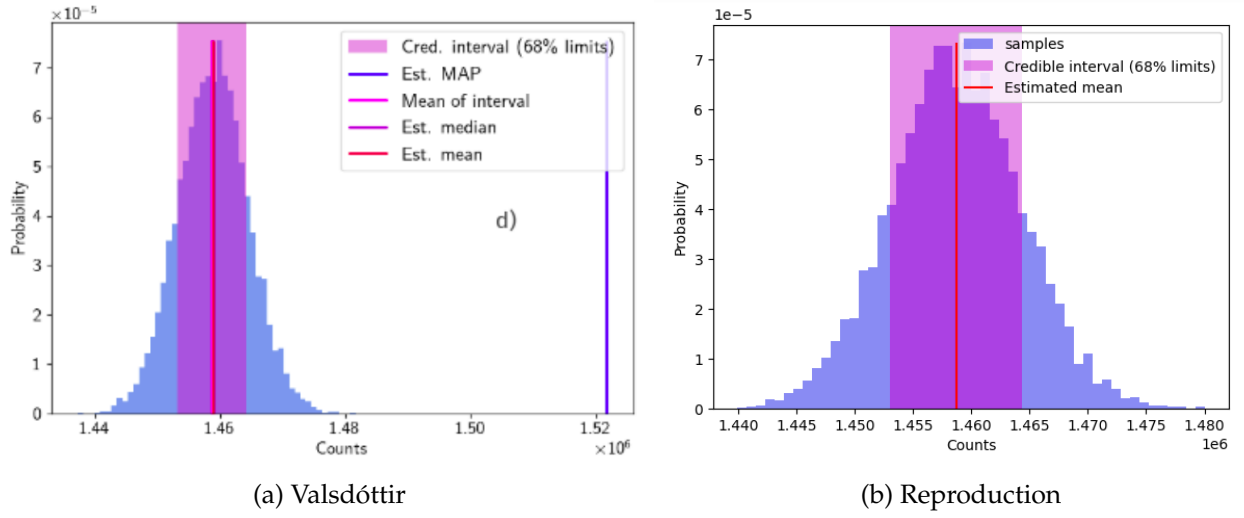 ×10⁻⁵
Cred. interval (68% limits)
Est. MAP
Mean of interval
Est. median
Est. mean
d)
Probability
7
6
5
4
3
2
1
0
1.44
1.46
1.48
1.50
1.52
Counts
×10⁶
(a) Valsdóttir
1e−5
samples
Credible interval (68% limits)
Estimated mean
Probability
7
6
5
4
3
2
1
0
1.440
1.445
1.450
1.455
1.460
1.465
1.470
1.475
1.480
Counts
1e6
(b) Reproduction